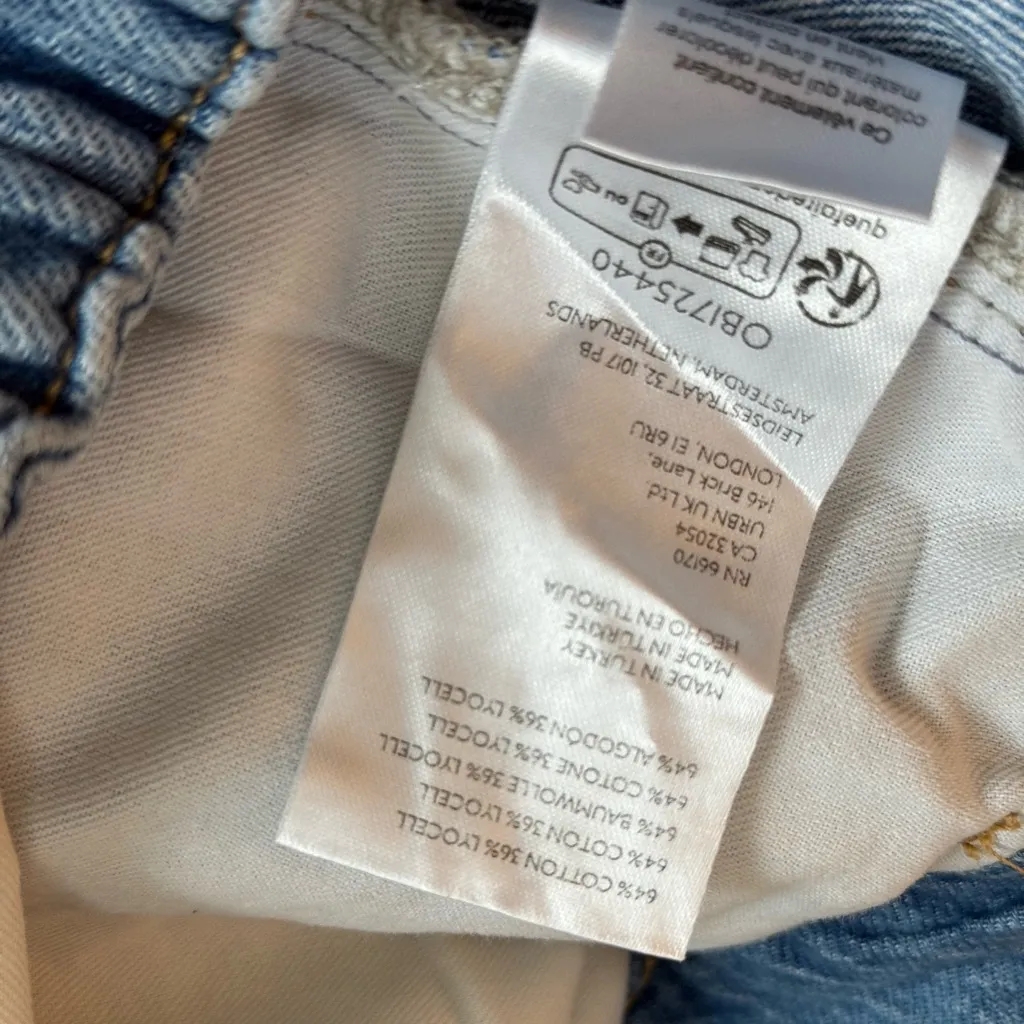 64% COTTON 36% LYOCELL
64% COTON 36% LYOCELL
64% BAUMWOLLE 36% LYOCELL
64% COTONE 36% LYOCELL
64% ALGODÓN 36% LYOCELL
MADE IN TURKEY
MADE IN TÜRKIYE
HECHO EN TURQUÍA
RN 66170
CA 32054
URBN UK Ltd.
146 Brick Lane,
LONDON, E1 6RU
LEIDSESTRAAT 32, 1017 PB
AMSTERDAM, NETHERLANDS
OB1725440
FR
OU
Ce vêtement contient
colorant qui peut décolorer
matériaux avec lesquels